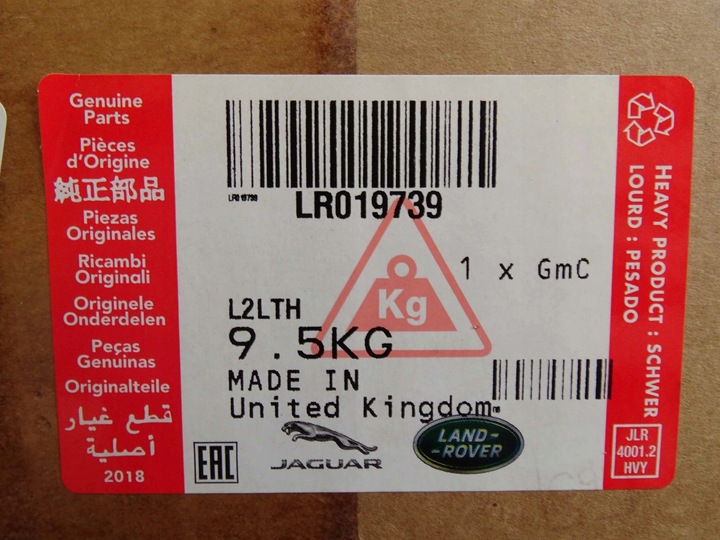 Genuine
Parts
Pièces
d'Origine
純正部品
Piezas
Originales
Ricambi
Originali
Originele
Onderdelen
Peças
Genuinas
Originalteile
قطع غيار
أصلية
2018
LR019739
LR019739
1 x GmC
Kg
L2LTH
9.5KG
MADE IN
United Kingdom
EAC
JAGUAR
LAND-
-ROVER
HEAVY PRODUCT : SCHWER
LOURD : PESADO
JLR
4001.2
HVY